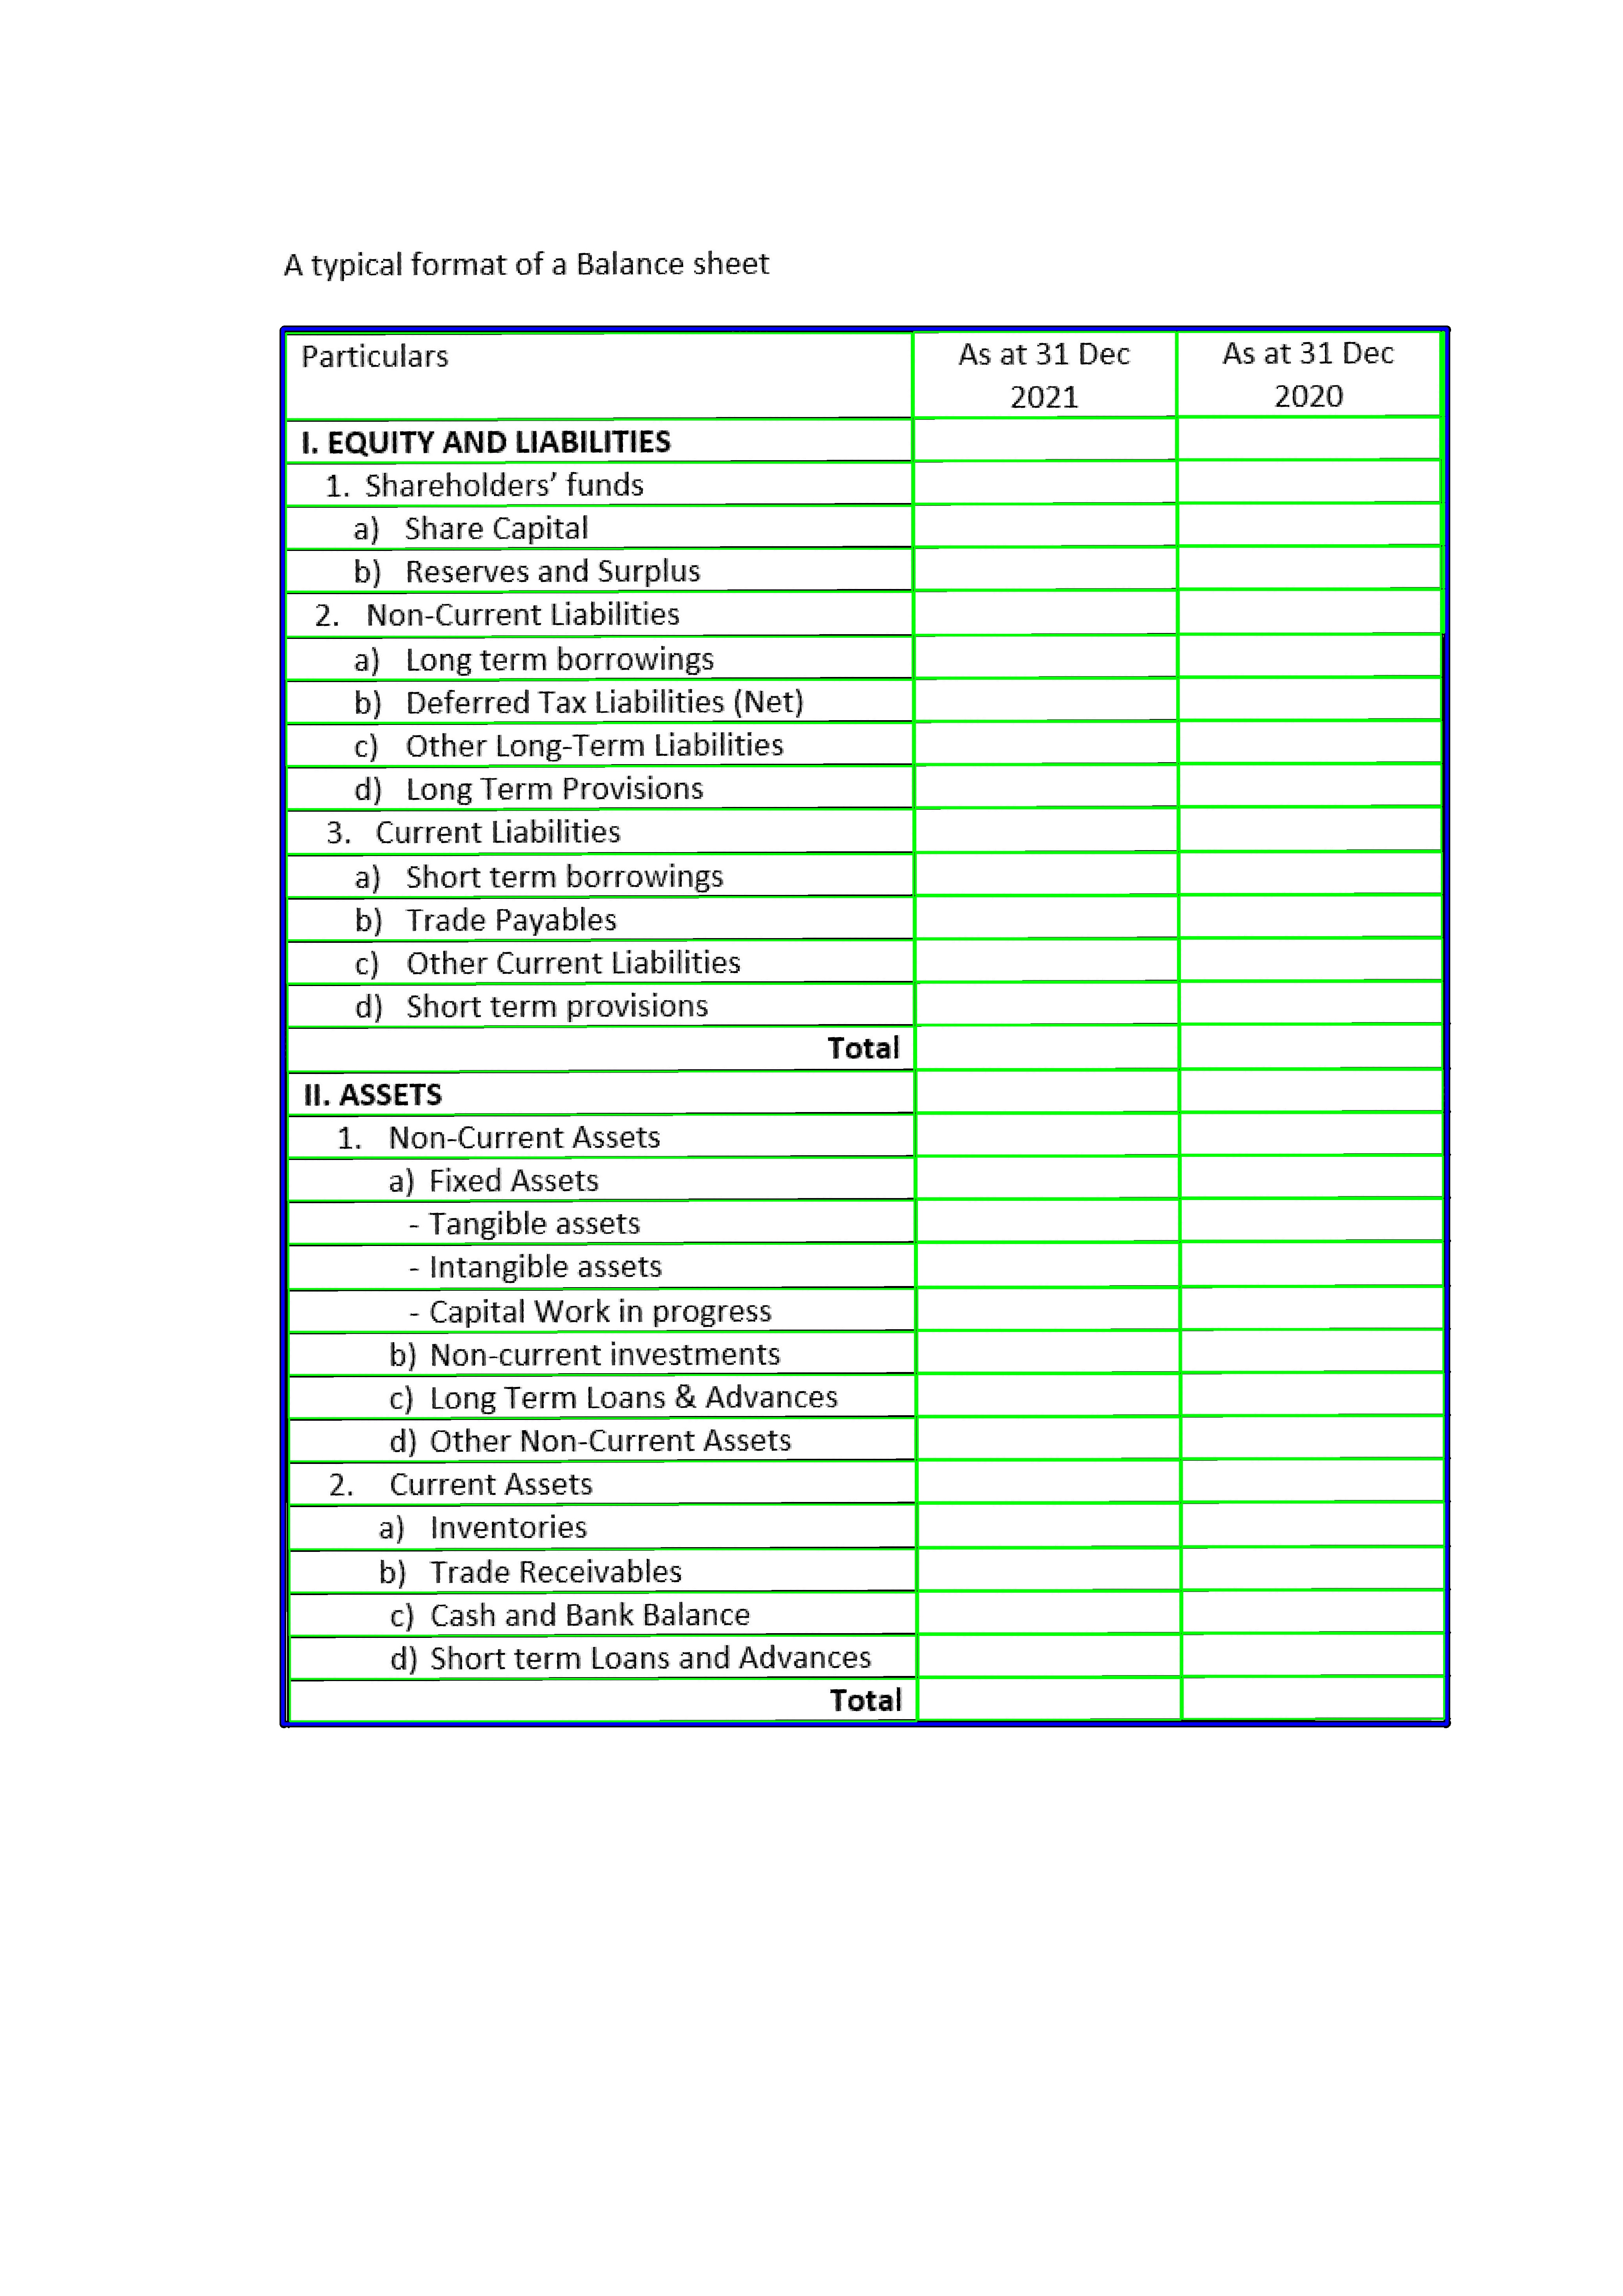 A typical format of a Balance sheet
Particulars As at 31 Dec 2021 As at 31 Dec 2020
I. EQUITY AND LIABILITIES
1. Shareholders’ funds
a) Share Capital
b) Reserves and Surplus
2. Non-Current Liabilities
a) Long term borrowings
b) Deferred Tax Liabilities (Net)
c) Other Long-Term Liabilities
d) Long Term Provisions
3. Current Liabilities
a) Short term borrowings
b) Trade Payables
c) Other Current Liabilities
d) Short term provisions
Total
II. ASSETS
1. Non-Current Assets
a) Fixed Assets
- Tangible assets
- Intangible assets
- Capital Work in progress
b) Non-current investments
c) Long Term Loans & Advances
d) Other Non-Current Assets
2. Current Assets
a) Inventories
b) Trade Receivables
c) Cash and Bank Balance
d) Short term Loans and Advances
Total